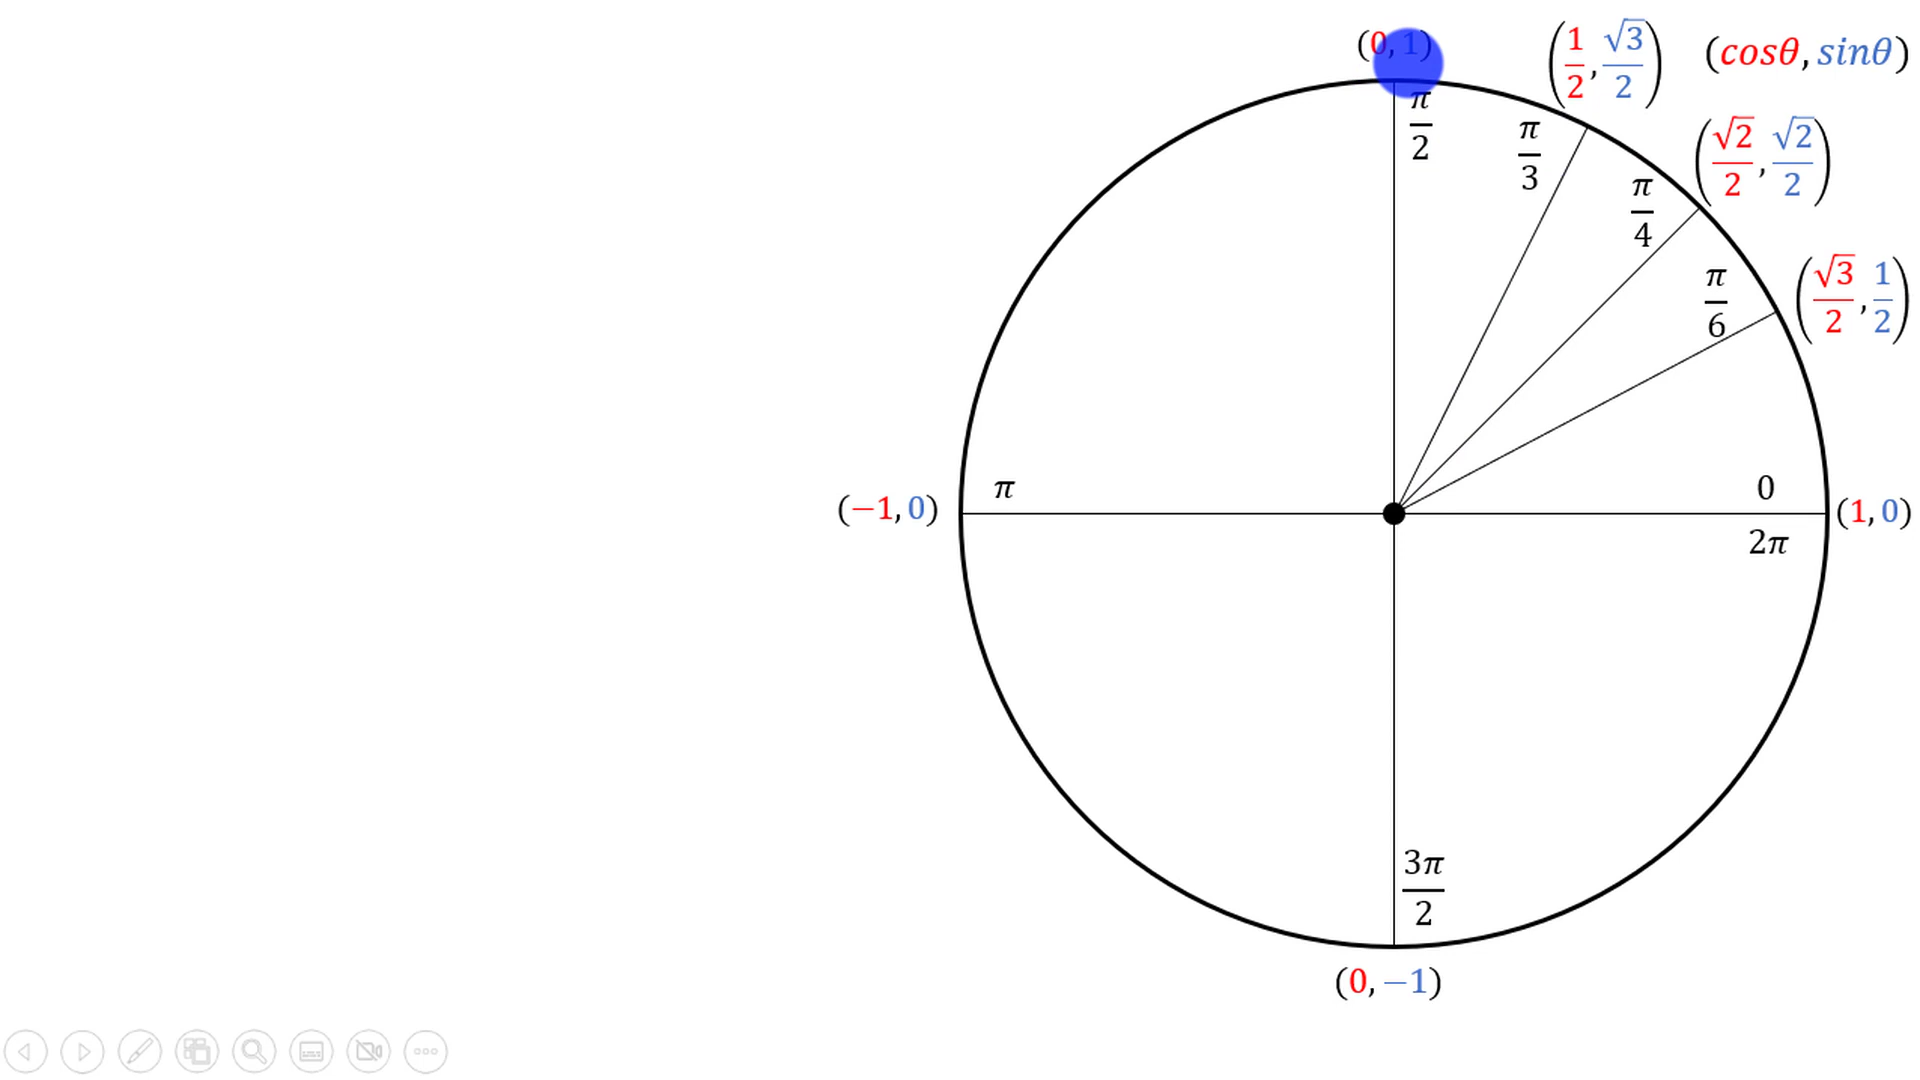 (0, 1)
(1/2, √3/2)
(cosθ, sinθ)
π/2
π/3
(√2/2, √2/2)
π/4
π/6
(√3/2, 1/2)
(−1, 0)
π
0
(1, 0)
2π
3π/2
(0, −1)